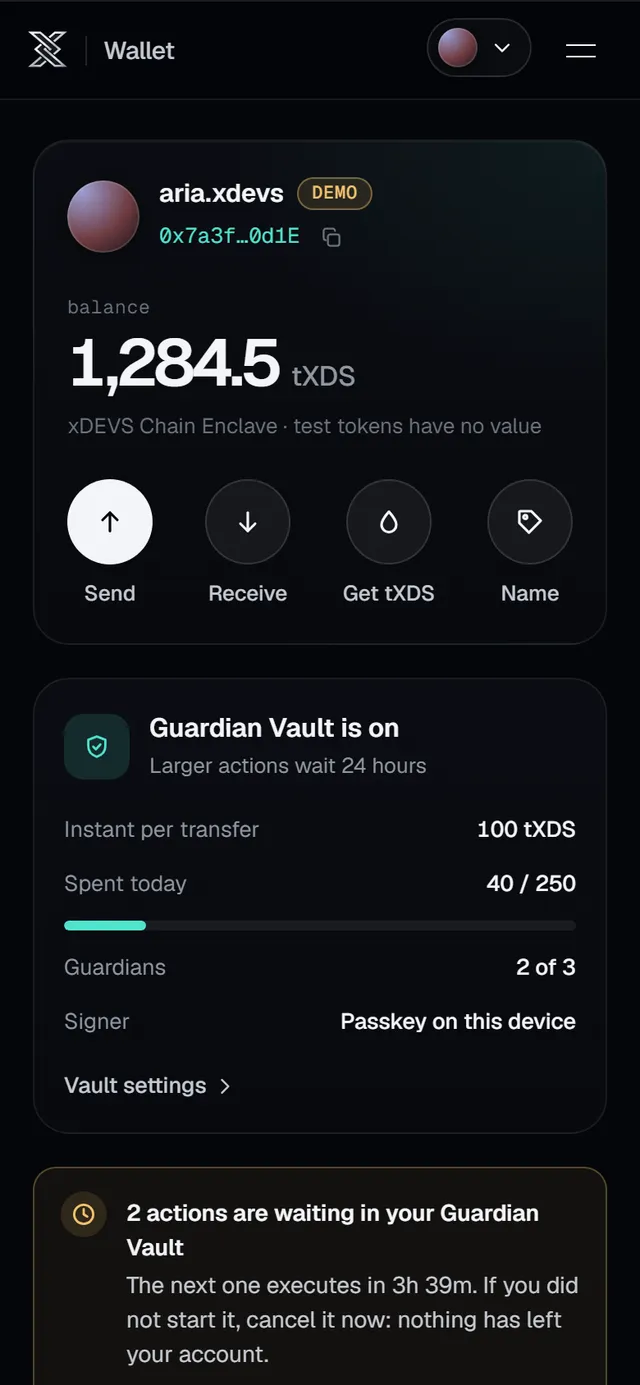 Wallet
aria.xdevs DEMO
0x7a3f…0d1E
balance
1,284.5 tXDS
xDEVS Chain Enclave · test tokens have no value
Send Receive Get tXDS Name
Guardian Vault is on
Larger actions wait 24 hours
Instant per transfer 100 tXDS
Spent today 40 / 250
Guardians 2 of 3
Signer Passkey on this device
Vault settings
2 actions are waiting in your Guardian
Vault
The next one executes in 3h 39m. If you did
not start it, cancel it now: nothing has left
your account.